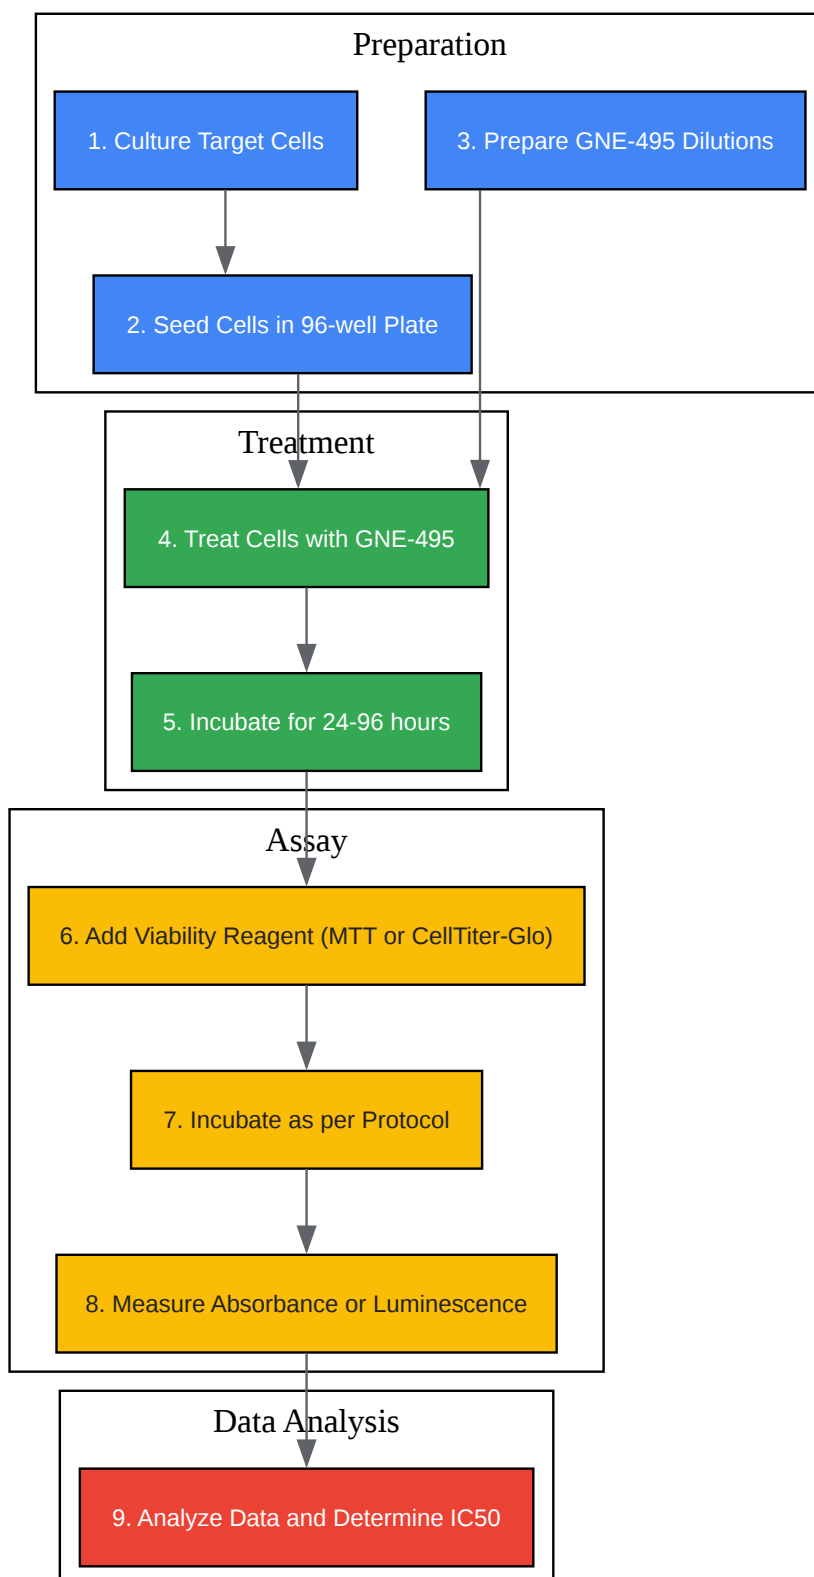 Preparation
1. Culture Target Cells
3. Prepare GNE-495 Dilutions
2. Seed Cells in 96-well Plate
Treatment
4. Treat Cells with GNE-495
5. Incubate for 24-96 hours
Assay
6. Add Viability Reagent (MTT or CellTiter-Glo)
7. Incubate as per Protocol
8. Measure Absorbance or Luminescence
Data Analysis
9. Analyze Data and Determine IC50